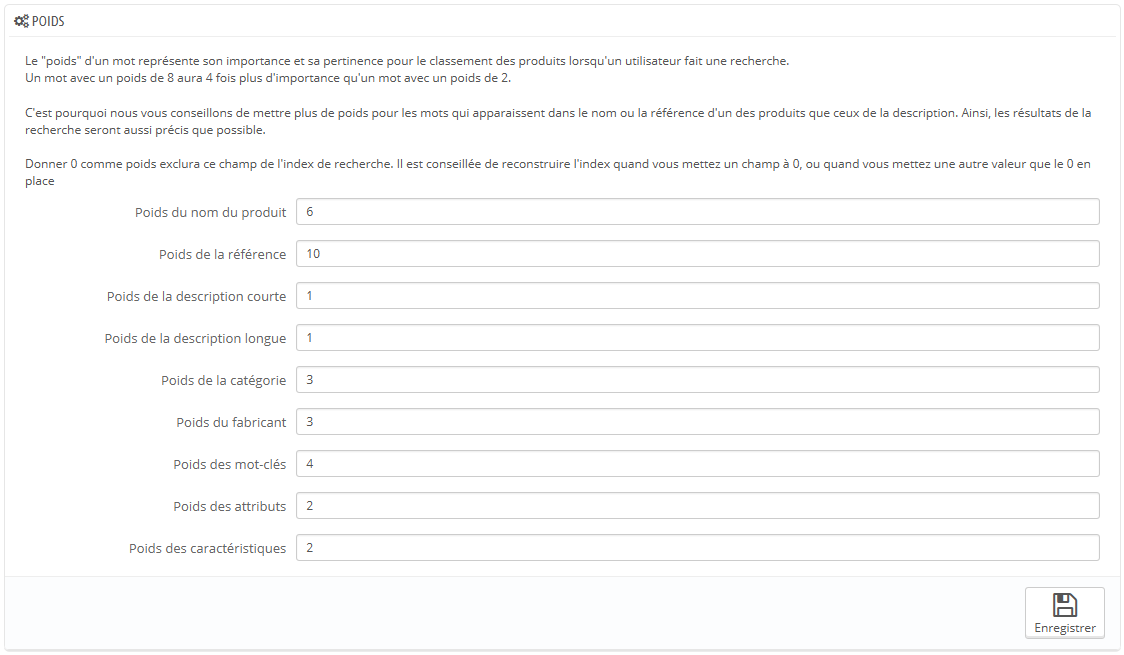 POIDS
Le "poids" d'un mot représente son importance et sa pertinence pour le classement des produits lorsqu'un utilisateur fait une recherche.
Un mot avec un poids de 8 aura 4 fois plus d'importance qu'un mot avec un poids de 2.
C'est pourquoi nous vous conseillons de mettre plus de poids pour les mots qui apparaissent dans le nom ou la référence d'un des produits que ceux de la description. Ainsi, les résultats de la
recherche seront aussi précis que possible.
Donner 0 comme poids exclura ce champ de l'index de recherche. Il est conseillée de reconstruire l'index quand vous mettez un champ à 0, ou quand vous mettez une autre valeur que le 0 en
place
Poids du nom du produit 6
Poids de la référence 10
Poids de la description courte 1
Poids de la description longue 1
Poids de la catégorie 3
Poids du fabricant 3
Poids des mot-clés 4
Poids des attributs 2
Poids des caractéristiques 2
Enregistrer